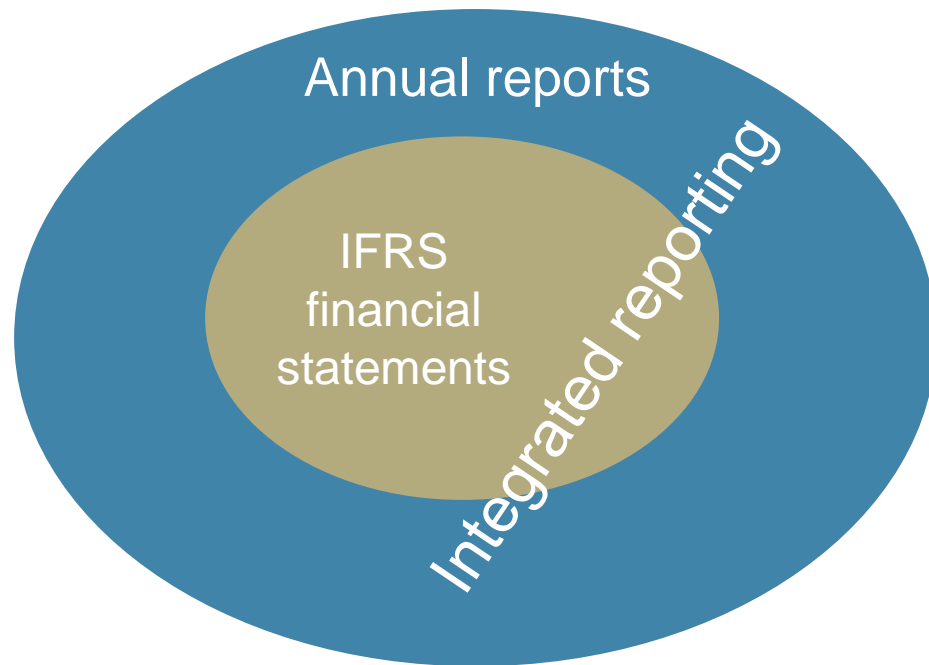 Annual reports
IFRS
financial
statements
Integrated reporting